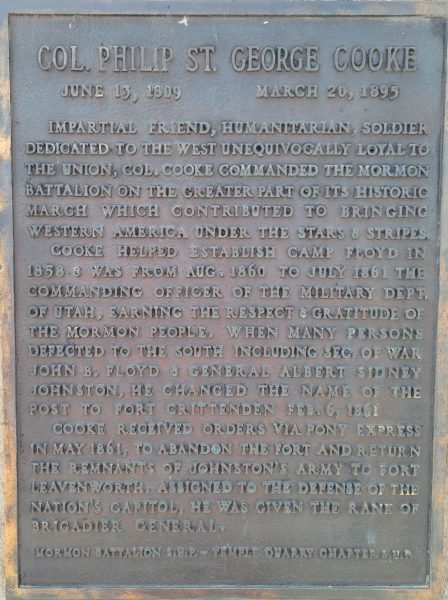 COL. PHILIP ST. GEORGE COOKE
JUNE 13, 1809 MARCH 20, 1895
IMPARTIAL FRIEND, HUMANITARIAN, SOLDIER
DEDICATED TO THE WEST UNEQUIVOCALLY LOYAL TO
THE UNION, COL. COOKE COMMANDED THE MORMON
BATTALION ON THE GREATER PART OF ITS HISTORIC
MARCH WHICH CONTRIBUTED TO BRINGING
WESTERN AMERICA UNDER THE STARS & STRIPES.
COOKE HELPED ESTABLISH CAMP FLOYD IN
1858. & WAS FROM AUG. 1860 TO JULY 1861 THE
COMMANDING OFFICER OF THE MILITARY DEPT.
OF UTAH, EARNING THE RESPECT & GRATITUDE OF
THE MORMON PEOPLE. WHEN MANY PERSONS
DEFECTED TO THE SOUTH INCLUDING SEC. OF WAR
JOHN B. FLOYD & GENERAL ALBERT SIDNEY
JOHNSTON, HE CHANGED THE NAME OF THE
POST TO FORT CRITTENDEN FEB. 6, 1861
COOKE RECEIVED ORDERS VIA PONY EXPRESS
IN MAY 1861, TO ABANDON THE FORT AND RETURN
THE REMNANTS OF JOHNSTON'S ARMY TO FORT
LEAVENWORTH. ASSIGNED TO THE DEFENSE OF THE
NATION'S CAPITOL, HE WAS GIVEN THE RANK OF
BRIGADIER GENERAL.
MORMON BATTALION S.U.P. – TEMPLE QUARRY CHAPTER S.U.P.